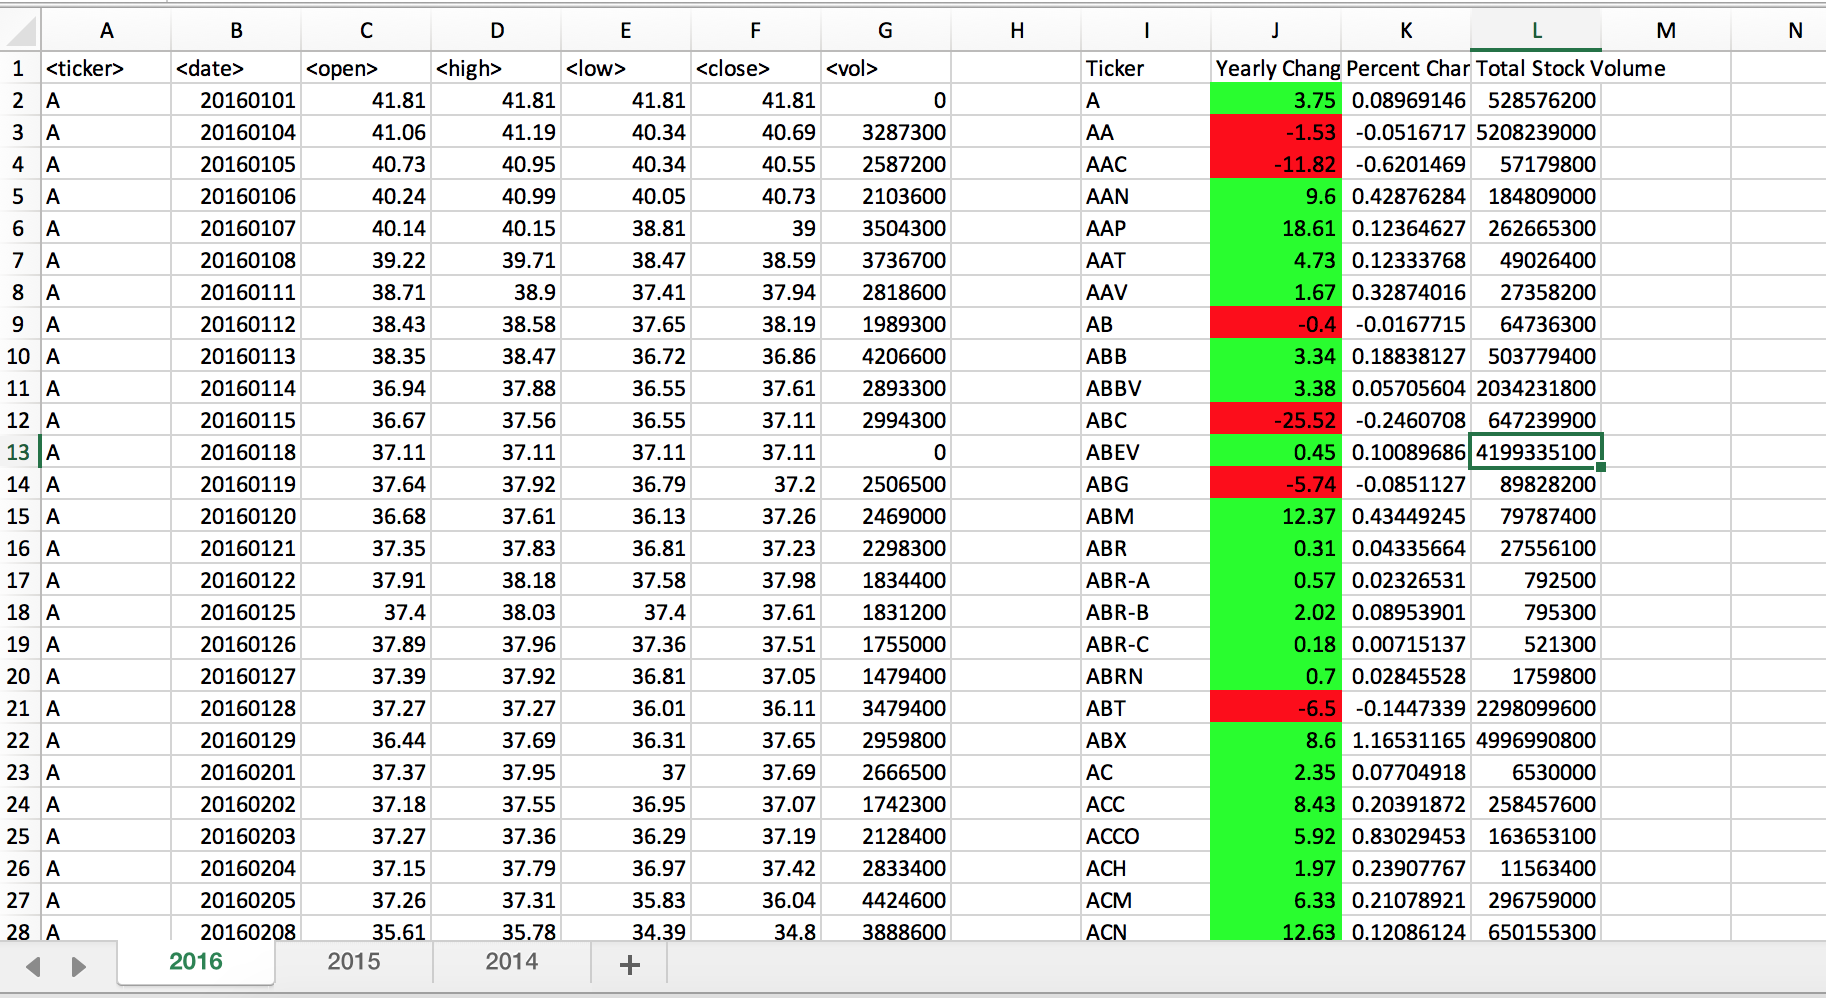 A B C D E F G H I J K L M N
1 <ticker> <date> <open> <high> <low> <close> <vol> Ticker Yearly Chang Percent Char Total Stock Volume
2 A 20160101 41.81 41.81 41.81 41.81 0 A 3.75 0.08969146 528576200
3 A 20160104 41.06 41.19 40.34 40.69 3287300 AA -1.53 -0.0516717 5208239000
4 A 20160105 40.73 40.95 40.34 40.55 2587200 AAC -11.82 -0.6201469 57179800
5 A 20160106 40.24 40.99 40.05 40.73 2103600 AAN 9.6 0.42876284 184809000
6 A 20160107 40.14 40.15 38.81 39 3504300 AAP 18.61 0.12364627 262665300
7 A 20160108 39.22 39.71 38.47 38.59 3736700 AAT 4.73 0.12333768 49026400
8 A 20160111 38.71 38.9 37.41 37.94 2818600 AAV 1.67 0.32874016 27358200
9 A 20160112 38.43 38.58 37.65 38.19 1989300 AB -0.4 -0.0167715 64736300
10 A 20160113 38.35 38.47 36.72 36.86 4206600 ABB 3.34 0.18838127 503779400
11 A 20160114 36.94 37.88 36.55 37.61 2893300 ABBV 3.38 0.05705604 2034231800
12 A 20160115 36.67 37.56 36.55 37.11 2994300 ABC -25.52 -0.2460708 647239900
13 A 20160118 37.11 37.11 37.11 37.11 0 ABEV 0.45 0.10089686 4199335100
14 A 20160119 37.64 37.92 36.79 37.2 2506500 ABG -5.74 -0.0851127 89828200
15 A 20160120 36.68 37.61 36.13 37.26 2469000 ABM 12.37 0.43449245 79787400
16 A 20160121 37.35 37.83 36.81 37.23 2298300 ABR 0.31 0.04335664 27556100
17 A 20160122 37.91 38.18 37.58 37.98 1834400 ABR-A 0.57 0.02326531 792500
18 A 20160125 37.4 38.03 37.4 37.61 1831200 ABR-B 2.02 0.08953901 795300
19 A 20160126 37.89 37.96 37.36 37.51 1755000 ABR-C 0.18 0.00715137 521300
20 A 20160127 37.39 37.92 36.81 37.05 1479400 ABRN 0.7 0.02845528 1759800
21 A 20160128 37.27 37.27 36.01 36.11 3479400 ABT -6.5 -0.1447339 2298099600
22 A 20160129 36.44 37.69 36.31 37.65 2959800 ABX 8.6 1.16531165 4996990800
23 A 20160201 37.37 37.95 37 37.69 2666500 AC 2.35 0.07704918 6530000
24 A 20160202 37.18 37.55 36.95 37.07 1742300 ACC 8.43 0.20391872 258457600
25 A 20160203 37.27 37.36 36.29 37.19 2128400 ACCO 5.92 0.83029453 163653100
26 A 20160204 37.15 37.79 36.97 37.42 2833400 ACH 1.97 0.23907767 11563400
27 A 20160205 37.26 37.31 35.83 36.04 4424600 ACM 6.33 0.21078921 296759000
28 A 20160208 35.61 35.78 34.39 34.8 3888600 ACN 12.63 0.12086124 650155300
2016 2015 2014 +